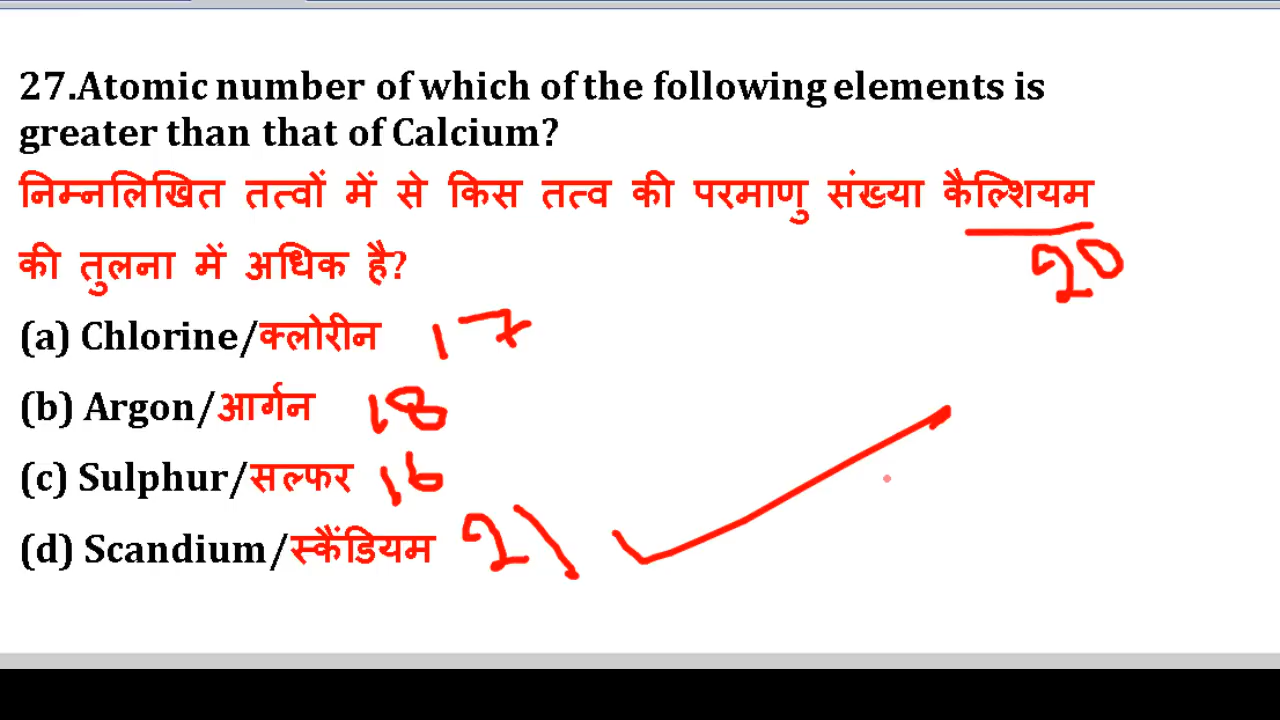 27.Atomic number of which of the following elements is
greater than that of Calcium?
निम्नलिखित तत्वों में से किस तत्व की परमाणु संख्या कैल्शियम
20
की तुलना में अधिक है?
(a) Chlorine/क्लोरीन 17
(b) Argon/आर्गन 18
(c) Sulphur/सल्फर 16
(d) Scandium/स्कैंडियम 21